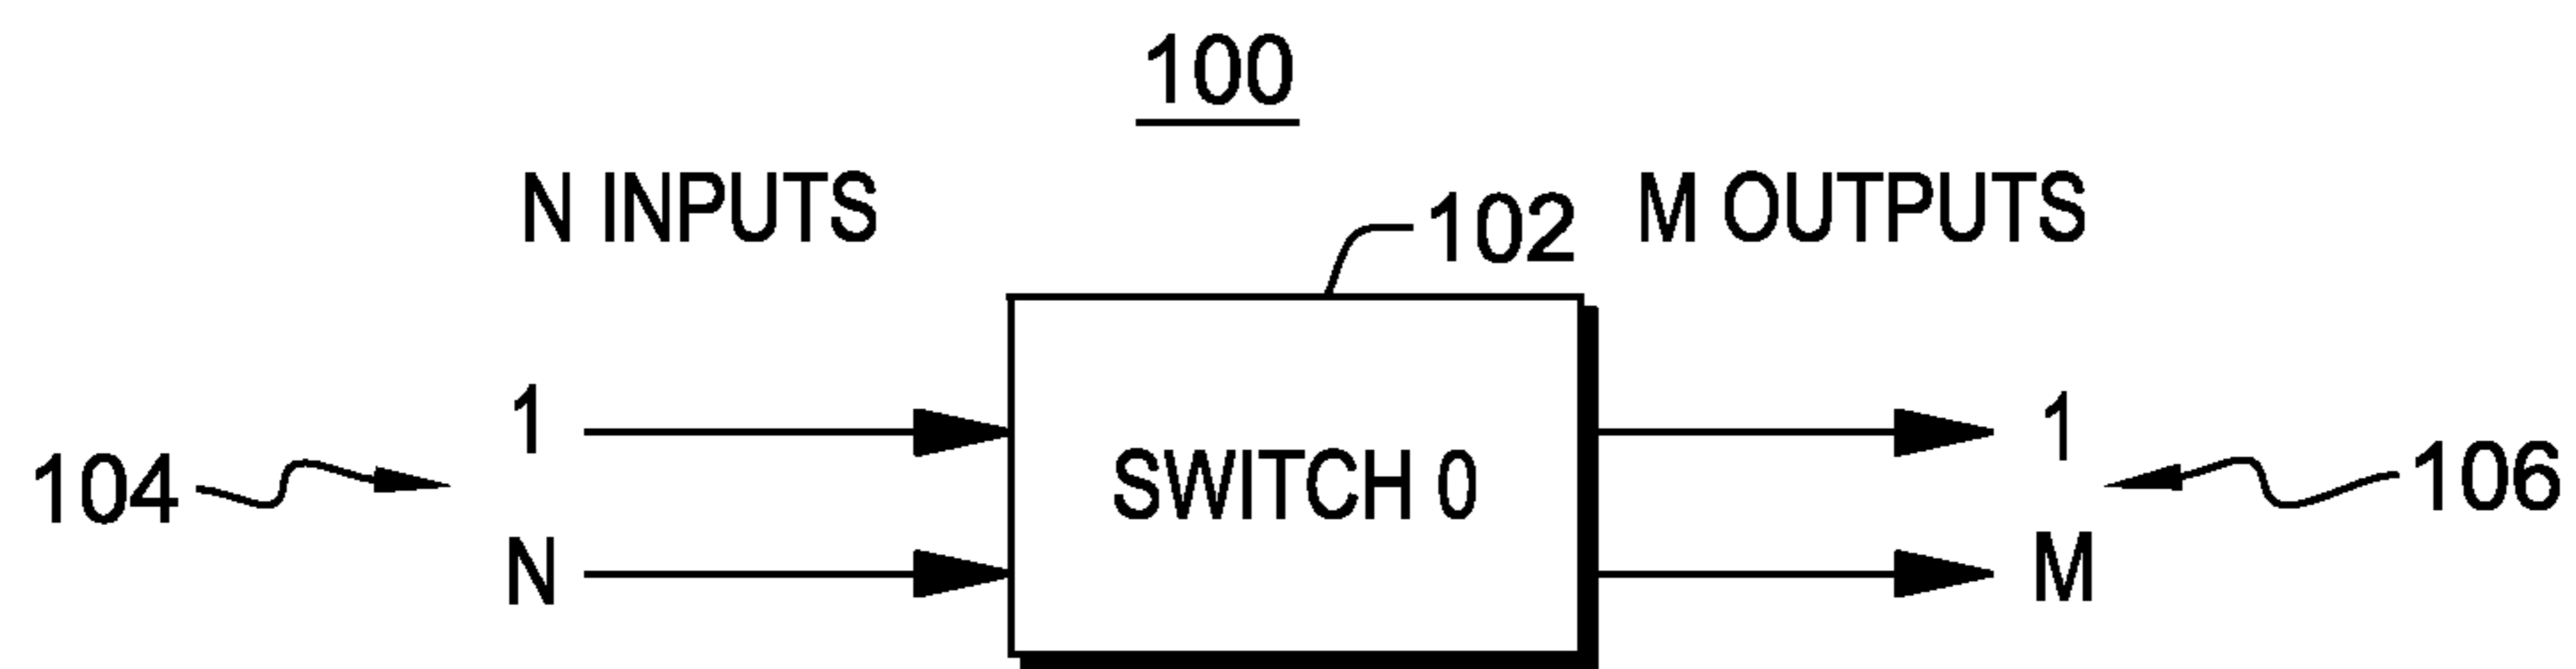 100
N INPUTS
102
M OUTPUTS
1
1
104
SWITCH 0
106
N
M